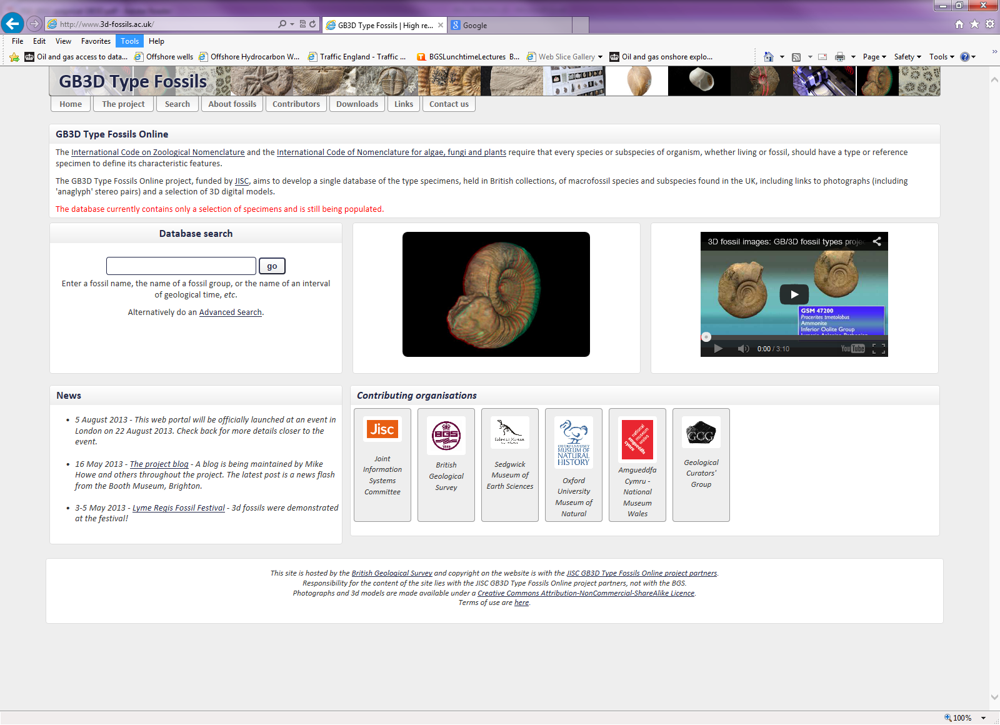 http://www.3d-fossils.ac.uk/
GB3D Type Fossils | High re...
Google
File Edit View Favorites Tools Help
Oil and gas access to data... Offshore wells Offshore Hydrocarbon W... Traffic England - Traffic ... BGSLunchtimeLectures B... Web Slice Gallery Oil and gas onshore explo... Page Safety Tools
GB3D Type Fossils
Home The project Search About fossils Contributors Downloads Links Contact us
GB3D Type Fossils Online
The International Code on Zoological Nomenclature and the International Code of Nomenclature for algae, fungi and plants require that every species or subspecies of organism, whether living or fossil, should have a type or reference
specimen to define its characteristic features.
The GB3D Type Fossils Online project, funded by JISC, aims to develop a single database of the type specimens, held in British collections, of macrofossil species and subspecies found in the UK, including links to photographs (including
'anaglyph' stereo pairs) and a selection of 3D digital models.
The database currently contains only a selection of specimens and is still being populated.
Database search
go
Enter a fossil name, the name of a fossil group, or the name of an interval
of geological time, etc.
Alternatively do an Advanced Search.
3D fossil images: GB/3D fossil types proje
GSM 47200
Procerites tmetolobus
Ammonite
Inferior Oolite Group
0:00 / 3:10
YouTube
News
5 August 2013 - This web portal will be officially launched at an event in
London on 22 August 2013. Check back for more details closer to the
event.
16 May 2013 - The project blog - A blog is being maintained by Mike
Howe and others throughout the project. The latest post is a news flash
from the Booth Museum, Brighton.
3-5 May 2013 - Lyme Regis Fossil Festival - 3d fossils were demonstrated
at the festival!
Contributing organisations
Jisc
Joint
Information
Systems
Committee
BGS
1835
British
Geological
Survey
Sedgwick Museum
Sedgwick
Museum of
Earth Sciences
OXFORD UNIVERSITY
MUSEUM OF
NATURAL
HISTORY
Oxford
University
Museum of
Natural
national
museum
wales
amgueddfa
cymru
Amgueddfa
Cymru -
National
Museum
Wales
GCG
Geological
Curators'
Group
This site is hosted by the British Geological Survey and copyright on the website is with the JISC GB3D Type Fossils Online project partners.
Responsibility for the content of the site lies with the JISC GB3D Type Fossils Online project partners, not with the BGS.
Photographs and 3d models are made available under a Creative Commons Attribution-NonCommercial-ShareAlike Licence.
Terms of use are here.
100%